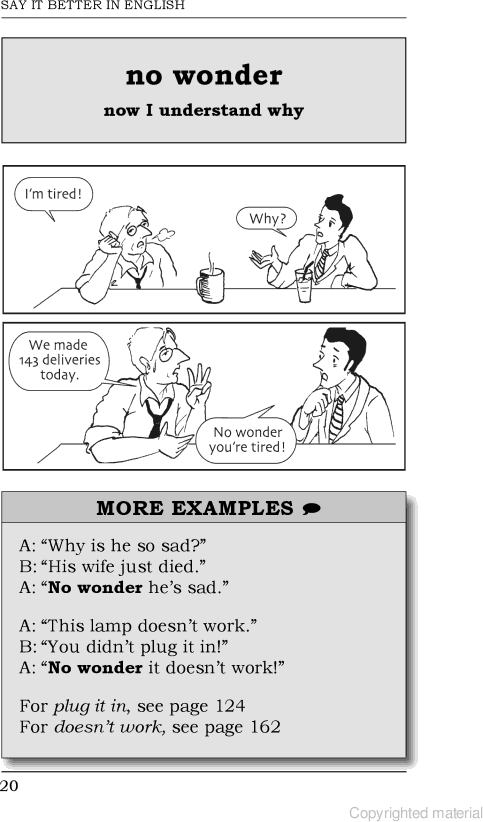 SAY IT BETTER IN ENGLISH
no wonder
now I understand why
I'm tired!
Why?
We made
143 deliveries
today.
No wonder
you're tired!
MORE EXAMPLES
A: “Why is he so sad?”
B: “His wife just died.”
A: “No wonder he's sad.”
A: “This lamp doesn't work.”
B: “You didn't plug it in!”
A: “No wonder it doesn't work!”
For plug it in, see page 124
For doesn't work, see page 162
20
Copyrighted material